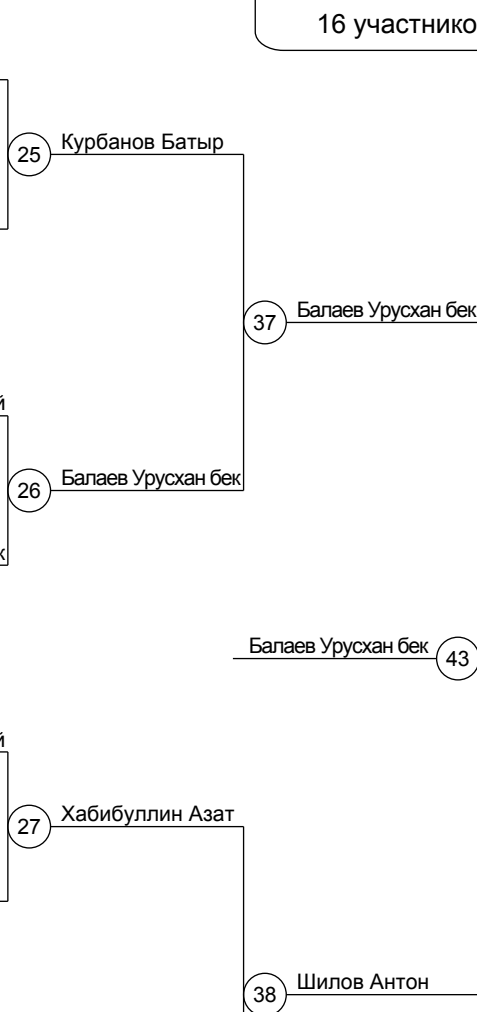 16 участнико
25
Курбанов Батыр
37
Балаев Урусхан бек
й
26
Балаев Урусхан бек
к
Балаев Урусхан бек
43
й
27
Хабибуллин Азат
38
Шилов Антон